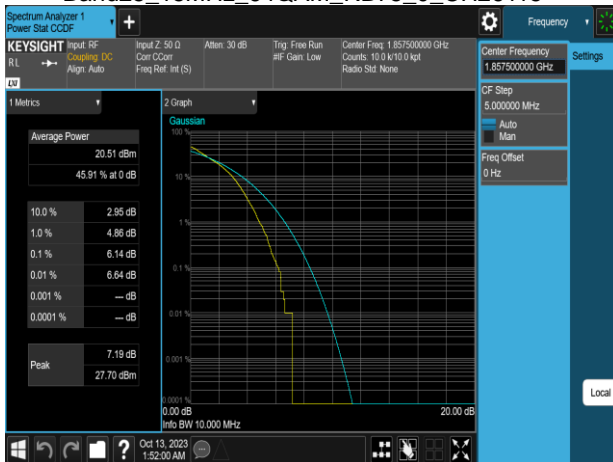 Spectrum Analyzer 1
Power Stat CCDF
Frequency
KEYSIGHT
RL
LXI
Input: RF
Coupling: DC
Align: Auto
Input Z: 50 Ω
Corr CCorr
Freq Ref: Int (S)
Atten: 30 dB
Trig: Free Run
#IF Gain: Low
Center Freq: 1.857500000 GHz
Counts: 10.0 k/10.0 kpt
Radio Std: None
Center Frequency
1.857500000 GHz
Settings
CF Step
5.000000 MHz
Auto
Man
Freq Offset
0 Hz
1 Metrics
Average Power
20.51 dBm
45.91 % at 0 dB
10.0 % 2.95 dB
1.0 % 4.86 dB
0.1 % 6.14 dB
0.01 % 6.64 dB
0.001 % --- dB
0.0001 % --- dB
Peak
7.19 dB
27.70 dBm
2 Graph
Gaussian
100 %
10 %
1 %
0.1 %
0.01 %
0.001 %
0.0001 %
0.00 dB
20.00 dB
Info BW 10.000 MHz
Local
?
Oct 13, 2023
1:52:00 AM